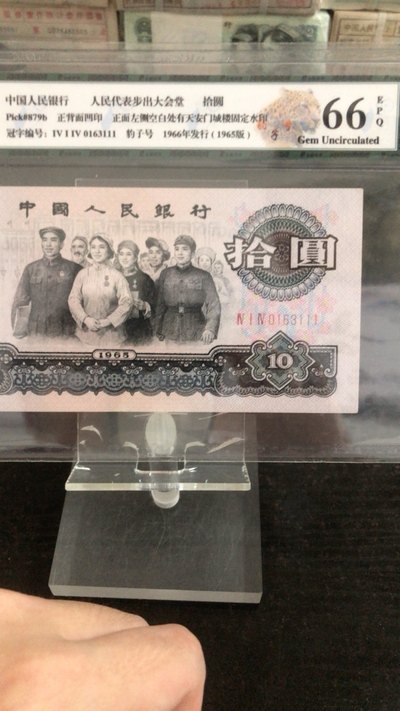 中国人民银行 人民代表步出大会堂 拾圆
Pick#879b 正背面凹印 正面左侧空白处有天安门城楼固定水印
冠字编号: IV I IV 0163111 豹子号 1966年发行 (1965版)
66
EPQ
Gem Uncirculated
中國人民銀行
拾圓
IV I IV 0163111
1965
10